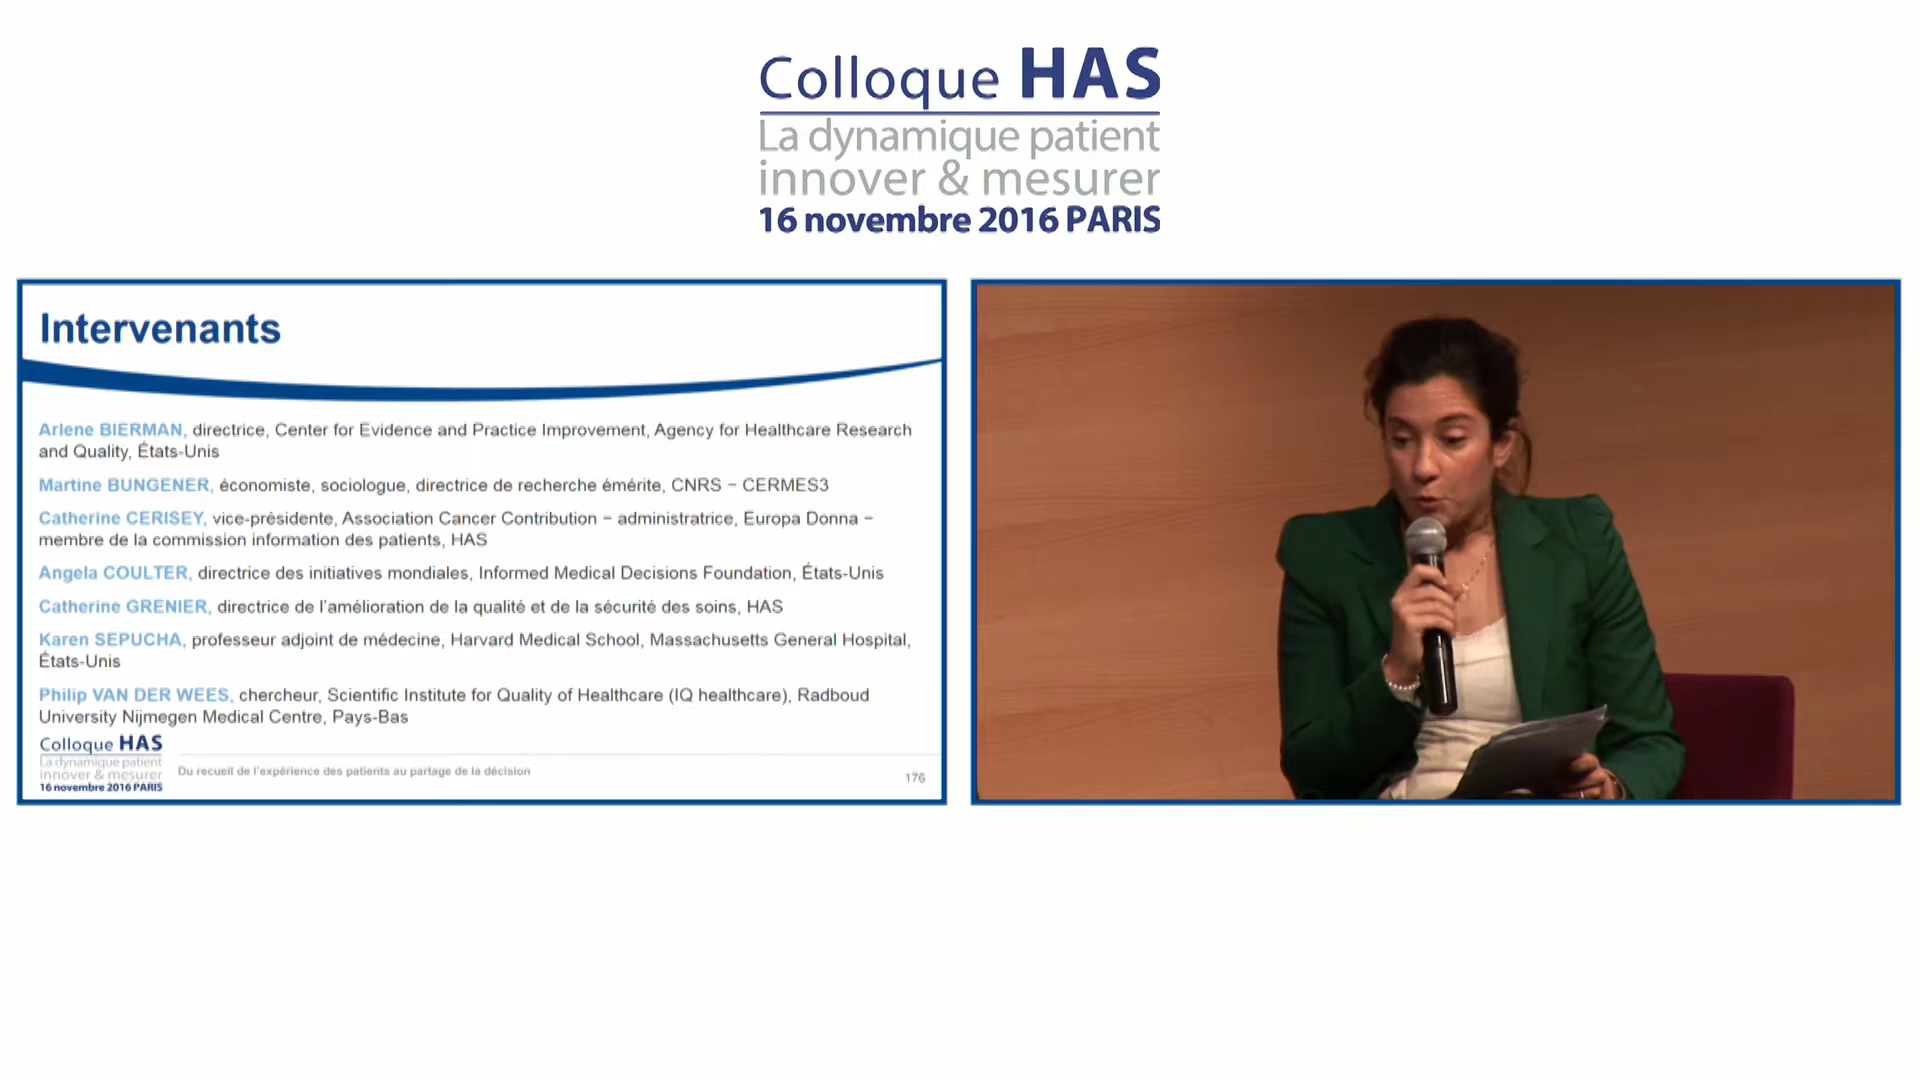 Colloque HAS
La dynamique patient
innover & mesurer
16 novembre 2016 PARIS
Intervenants
Arlene BIERMAN, directrice, Center for Evidence and Practice Improvement, Agency for Healthcare Research
and Quality, États-Unis
Martine BUNGENER, économiste, sociologue, directrice de recherche émérite, CNRS – CERMES3
Catherine CERISEY, vice-présidente, Association Cancer Contribution – administratrice, Europa Donna –
membre de la commission information des patients, HAS
Angela COULTER, directrice des initiatives mondiales, Informed Medical Decisions Foundation, États-Unis
Catherine GRENIER, directrice de l'amélioration de la qualité et de la sécurité des soins, HAS
Karen SEPUCHA, professeur adjoint de médecine, Harvard Medical School, Massachusetts General Hospital,
États-Unis
Philip VAN DER WEES, chercheur, Scientific Institute for Quality of Healthcare (IQ healthcare), Radboud
University Nijmegen Medical Centre, Pays-Bas
Colloque HAS
La dynamique patient
innover & mesurer
16 novembre 2016 PARIS
Du recueil de l'expérience des patients au partage de la décision
176